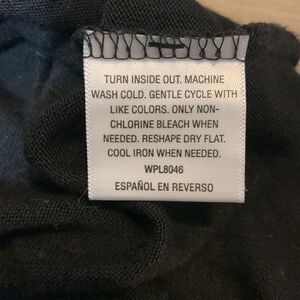 TURN INSIDE OUT. MACHINE
WASH COLD. GENTLE CYCLE WITH
LIKE COLORS. ONLY NON-
CHLORINE BLEACH WHEN
NEEDED. RESHAPE DRY FLAT.
COOL IRON WHEN NEEDED.
WPL8046
ESPAÑOL EN REVERSO